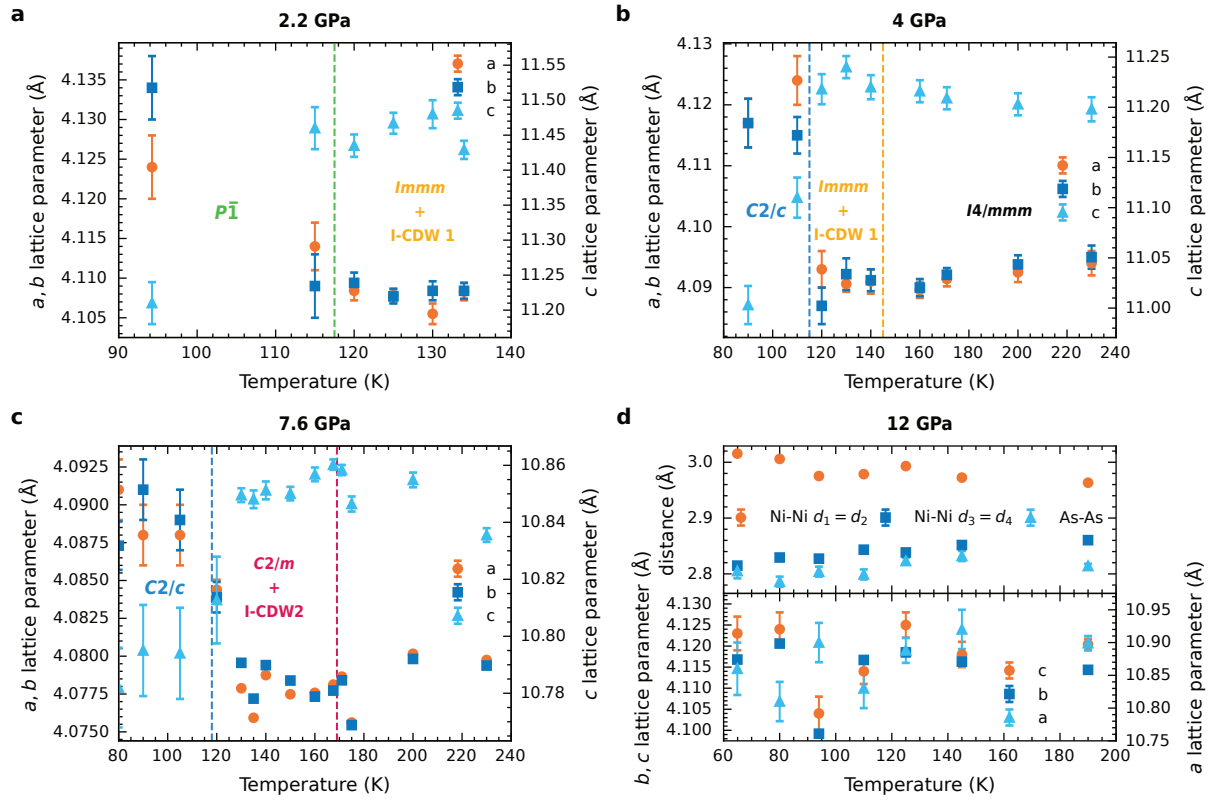 a
2.2 GPa
4.135
4.130
4.125
4.120
4.115
4.110
4.105
a, b lattice parameter (Å)
11.55
11.50
11.45
11.40
11.35
11.30
11.25
11.20
c lattice parameter (Å)
a
b
c
P1̅
Immm
+
I-CDW 1
90 100 110 120 130 140
Temperature (K)
b
4 GPa
4.13
4.12
4.11
4.10
4.09
a, b lattice parameter (Å)
11.25
11.20
11.15
11.10
11.05
11.00
c lattice parameter (Å)
a
b
c
C2/c
Immm
+
I-CDW 1
I4/mmm
60 80 100 120 140 160 180 200 220 240
Temperature (K)
c
7.6 GPa
4.0925
4.0900
4.0875
4.0850
4.0825
4.0800
4.0775
4.0750
a, b lattice parameter (Å)
10.86
10.84
10.82
10.80
10.78
c lattice parameter (Å)
C2/c
C2/m
+
I-CDW2
a
b
c
80 100 120 140 160 180 200 220 240
Temperature (K)
d
12 GPa
3.0
2.9
2.8
distance (Å)
Ni-Ni d₁ = d₂
Ni-Ni d₃ = d₄
As-As
4.130
4.125
4.120
4.115
4.110
4.105
4.100
b, c lattice parameter (Å)
10.95
10.90
10.85
10.80
10.75
a lattice parameter (Å)
c
b
a
60 80 100 120 140 160 180 200
Temperature (K)